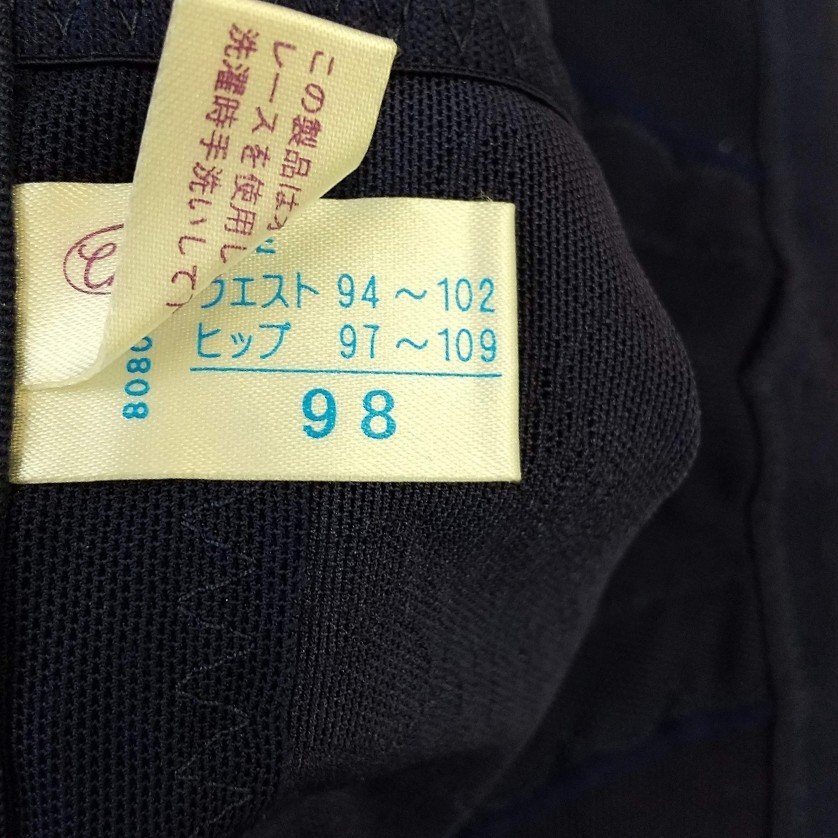 この製品は
レースを使用し
洗濯時手洗いして
ウエスト 94～102
ヒップ 97～109
98
808